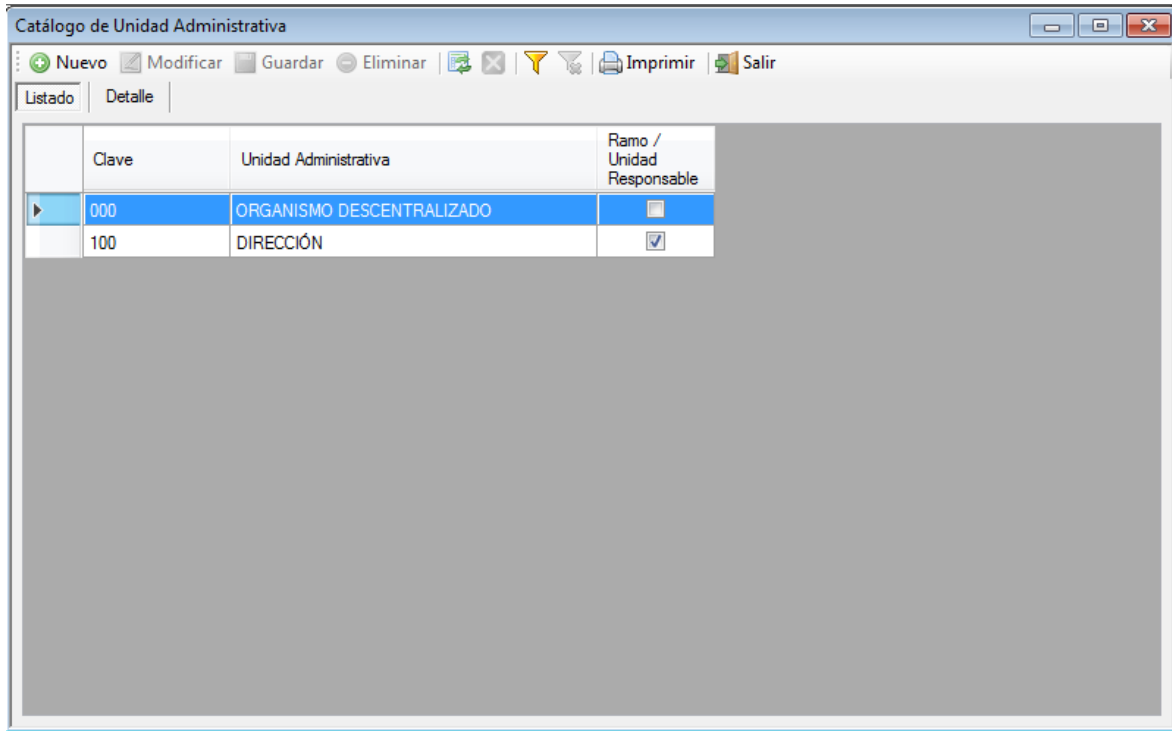 Catálogo de Unidad Administrativa
Nuevo Modificar Guardar Eliminar Imprimir Salir
Listado Detalle
Clave Unidad Administrativa Ramo /
Unidad
Responsable
000 ORGANISMO DESCENTRALIZADO
100 DIRECCIÓN